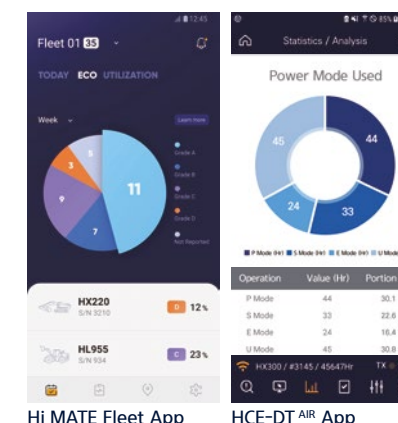 12:45
Fleet 01 35
TODAY ECO UTILIZATION
Week
Learn more
Grade A
Grade B
Grade C
Grade D
Not Reported
5
3
11
9
7
HX220
S/N 3210
D 12%
HL955
S/N 934
C 23%
Hi MATE Fleet App
85%
Statistics / Analysis
Power Mode Used
45
44
24
33
P Mode (Hr) S Mode (Hr) E Mode (Hr) U Mode
Operation Value (Hr) Portion
P Mode 44 30.1
S Mode 33 22.6
E Mode 24 16.4
U Mode 45 30.8
HX300 / #3145 / 45647Hr TX
HCE-DT AIR App